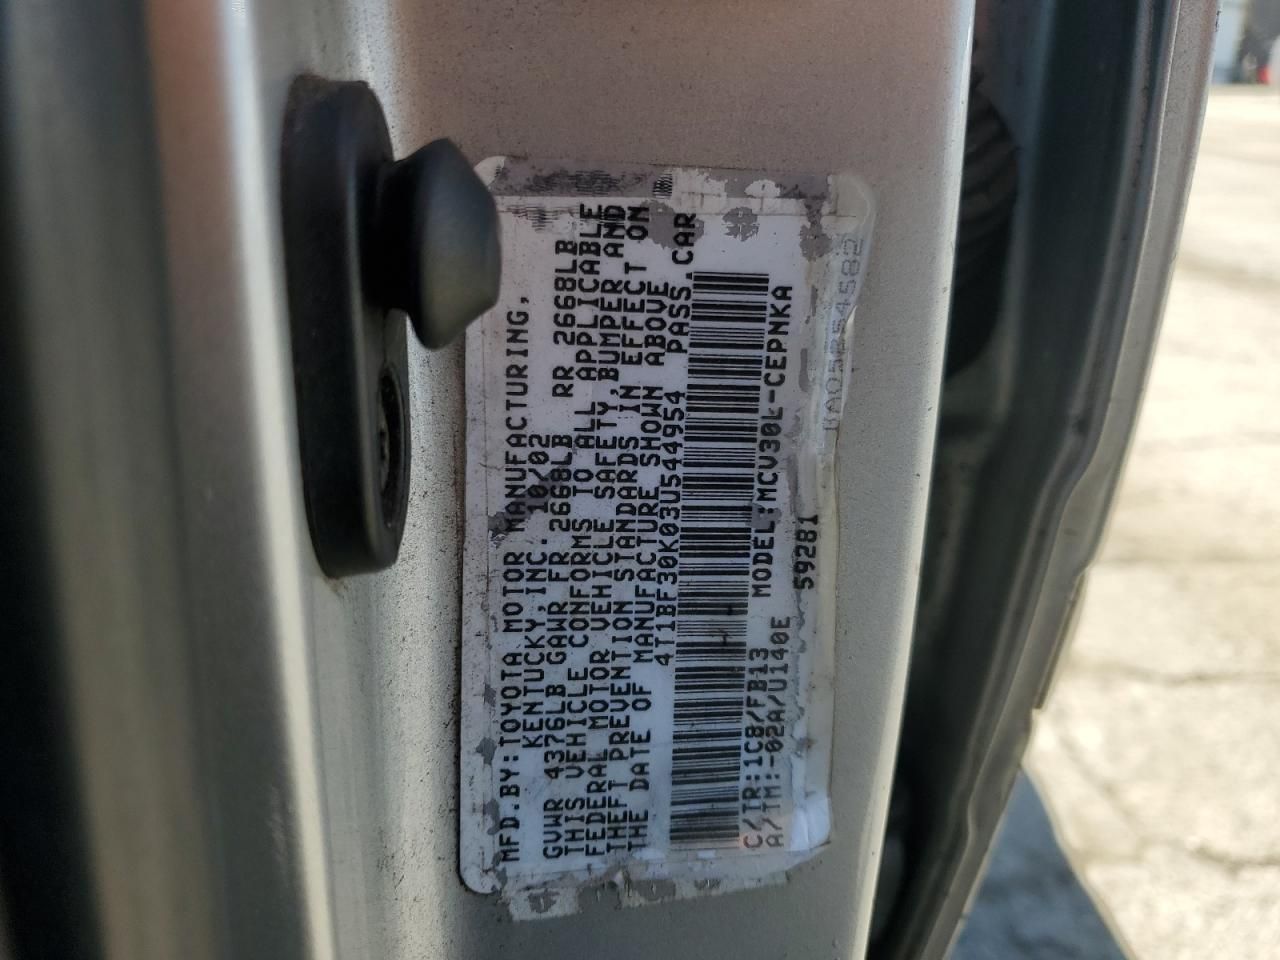 MFD.BY:TOYOTA MOTOR MANUFACTURING,
KENTUCKY,INC. 10/02
GVWR 4376LB GAWR FR 2668LB RR 2668LB
THIS VEHICLE CONFORMS TO ALL APPLICABLE
FEDERAL MOTOR VEHICLE SAFETY,BUMPER AND
THEFT PREVENTION STANDARDS IN EFFECT ON
THE DATE OF MANUFACTURE SHOWN ABOVE
4T1BF30K03U544954 PASS.CAR
C/TR:1C8/FB13 MODEL:MCV30L-CEPNKA
A/TM:-02A/U140E 59281